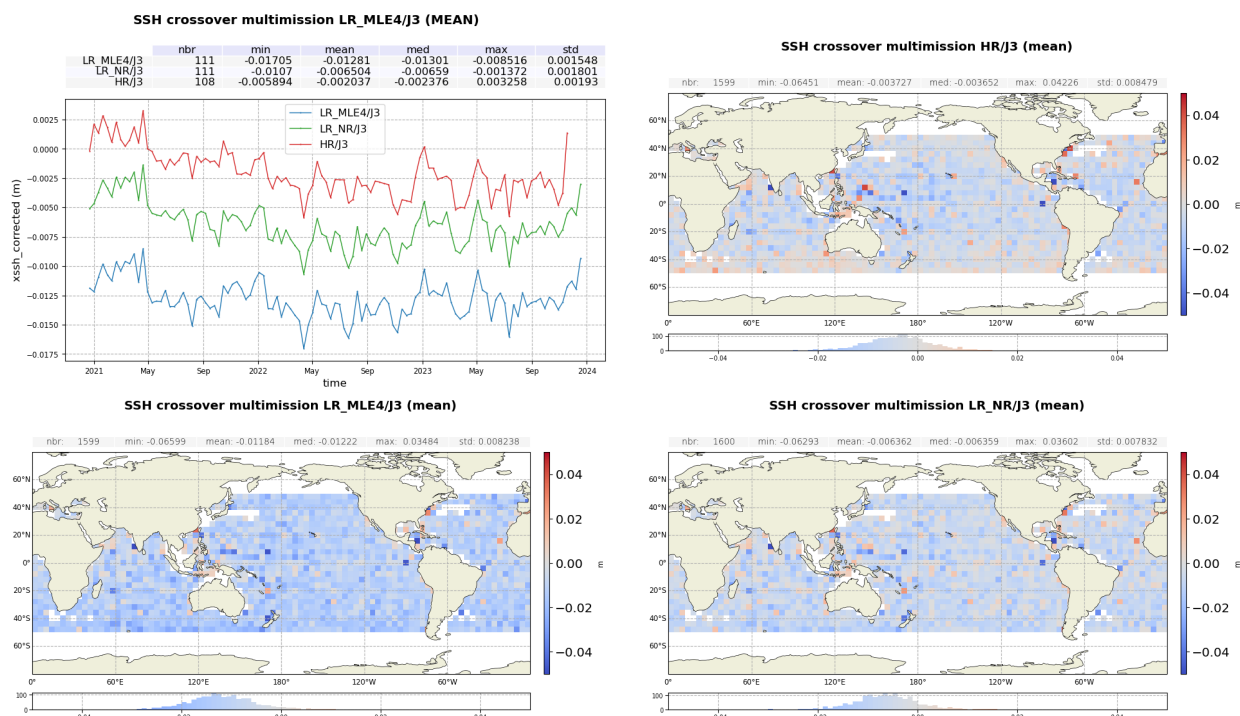 SSH crossover multimission LR_MLE4/J3 (MEAN)
nbr min mean med max std
LR_MLE4/J3 111 -0.01705 -0.01281 -0.01301 -0.008516 0.001548
LR_NR/J3 111 -0.0107 -0.006504 -0.00659 -0.001372 0.001801
HR/J3 108 -0.005894 -0.002037 -0.002376 0.003258 0.00193
LR_MLE4/J3
LR_NR/J3
HR/J3
0.0025
0.0000
−0.0025
−0.0050
−0.0075
−0.0100
−0.0125
−0.0150
−0.0175
xssh_corrected (m)
2021 May Sep 2022 May Sep 2023 May Sep 2024
time
SSH crossover multimission HR/J3 (mean)
nbr: 1599 min: -0.06451 mean: -0.003727 med: -0.003652 max: 0.04226 std: 0.008479
60°N
40°N
20°N
0°
20°S
40°S
60°S
0° 60°E 120°E 180° 120°W 60°W
0.04
0.02
0.00
−0.02
−0.04
m
100
0
−0.04 −0.02 0.00 0.02 0.04
SSH crossover multimission LR_MLE4/J3 (mean)
nbr: 1599 min: -0.06599 mean: -0.01184 med: -0.01222 max: 0.03484 std: 0.008238
60°N
40°N
20°N
0°
20°S
40°S
60°S
0° 60°E 120°E 180° 120°W 60°W
0.04
0.02
0.00
−0.02
−0.04
m
100
0
SSH crossover multimission LR_NR/J3 (mean)
nbr: 1600 min: -0.06293 mean: -0.006362 med: -0.006359 max: 0.03602 std: 0.007832
60°N
40°N
20°N
0°
20°S
40°S
60°S
0° 60°E 120°E 180° 120°W 60°W
0.04
0.02
0.00
−0.02
−0.04
m
100
0